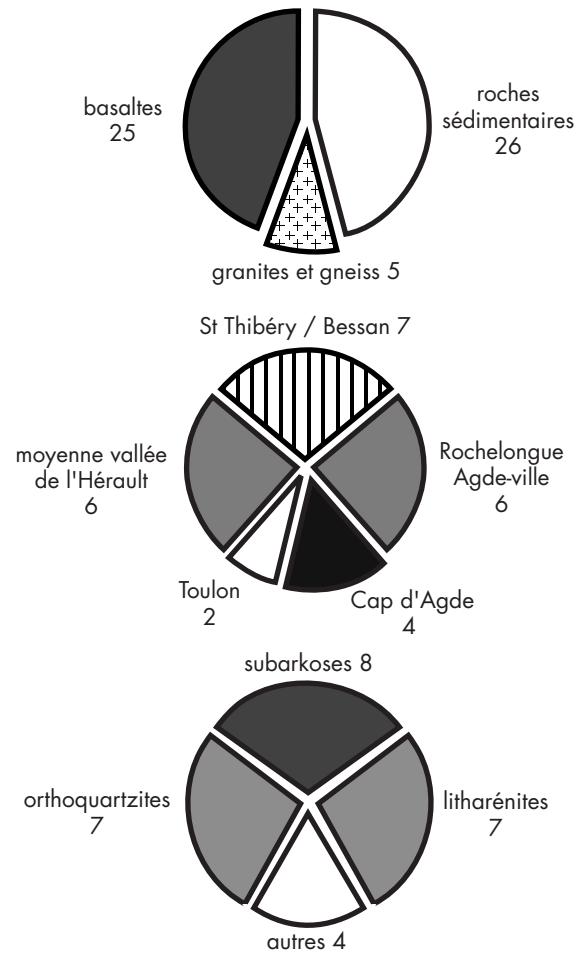 basaltes
25
roches
sédimentaires
26
granites et gneiss 5
St Thibéry / Bessan 7
moyenne vallée
de l'Hérault
6
Rochelongue
Agde-ville
6
Toulon
2
Cap d'Agde
4
subarkoses 8
orthoquartzites
7
litharénites
7
autres 4